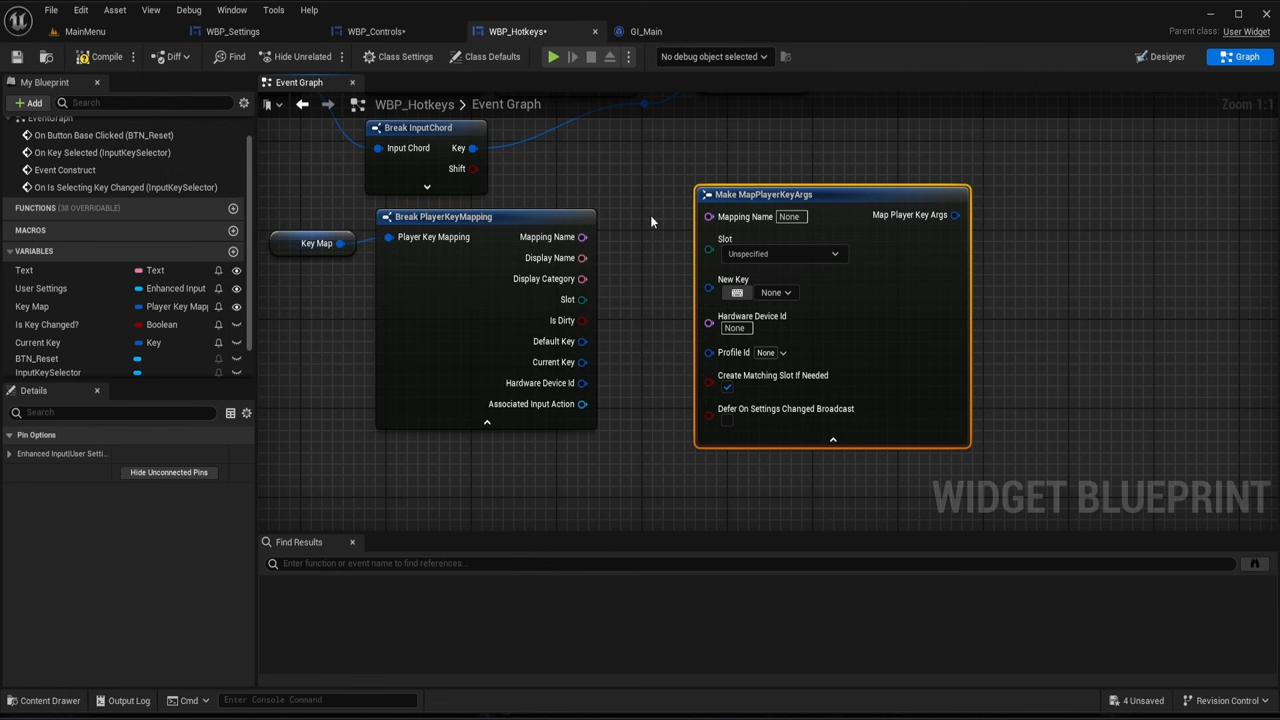 File Edit Asset View Debug Window Tools Help
MainMenu WBP_Settings WBP_Controls* WBP_Hotkeys* GI_Main
Parent class: User Widget
Compile Diff Find Hide Unrelated Class Settings Class Defaults No debug object selected Designer Graph
My Blueprint Event Graph
Add Search WBP_Hotkeys > Event Graph Zoom 1:1
EventGraph
On Button Base Clicked (BTN_Reset)
On Key Selected (InputKeySelector)
Event Construct
On Is Selecting Key Changed (InputKeySelector)
FUNCTIONS (38 OVERRIDABLE)
MACROS
VARIABLES
Text Text
User Settings Enhanced Input
Key Map Player Key Mapp
Is Key Changed? Boolean
Current Key Key
BTN_Reset
InputKeySelector
Details
Search
Pin Options
Enhanced Input|User Setti...
Hide Unconnected Pins
Break InputChord
Input Chord Key
Shift
Key Map
Break PlayerKeyMapping
Player Key Mapping Mapping Name
Display Name
Display Category
Slot
Is Dirty
Default Key
Current Key
Hardware Device Id
Associated Input Action
Make MapPlayerKeyArgs
Mapping Name None Map Player Key Args
Slot
Unspecified
New Key
None
Hardware Device Id
None
Profile Id None
Create Matching Slot If Needed
Defer On Settings Changed Broadcast
WIDGET BLUEPRINT
Find Results
Enter function or event name to find references...
Content Drawer Output Log Cmd Enter Console Command 4 Unsaved Revision Control